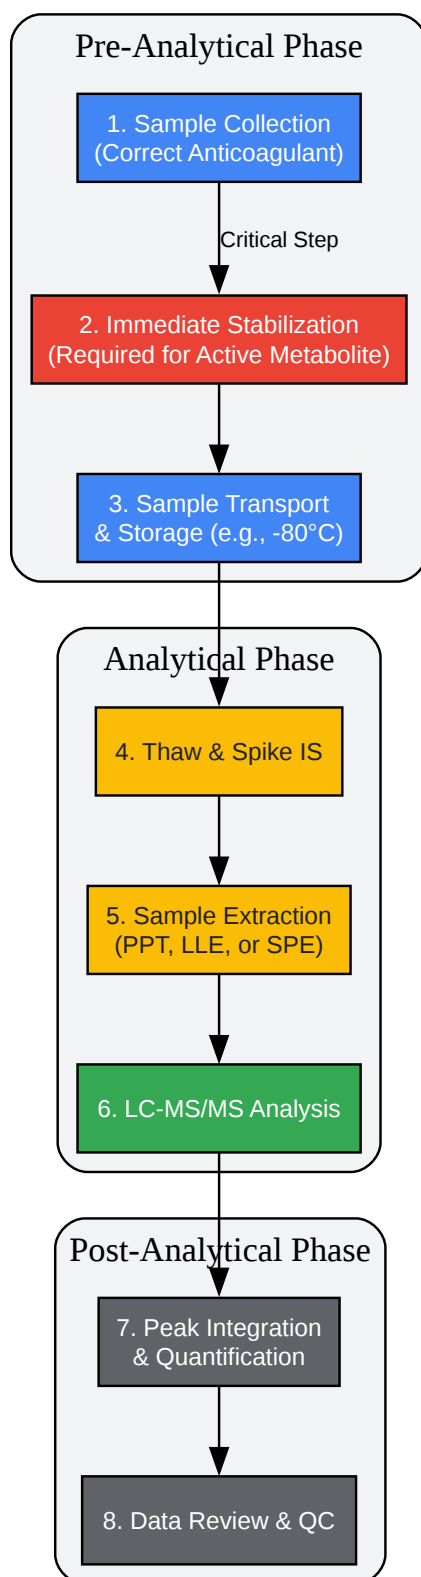 Pre-Analytical Phase
1. Sample Collection
(Correct Anticoagulant)
Critical Step
2. Immediate Stabilization
(Required for Active Metabolite)
3. Sample Transport
& Storage (e.g., -80°C)
Analytical Phase
4. Thaw & Spike IS
5. Sample Extraction
(PPT, LLE, or SPE)
6. LC-MS/MS Analysis
Post-Analytical Phase
7. Peak Integration
& Quantification
8. Data Review & QC